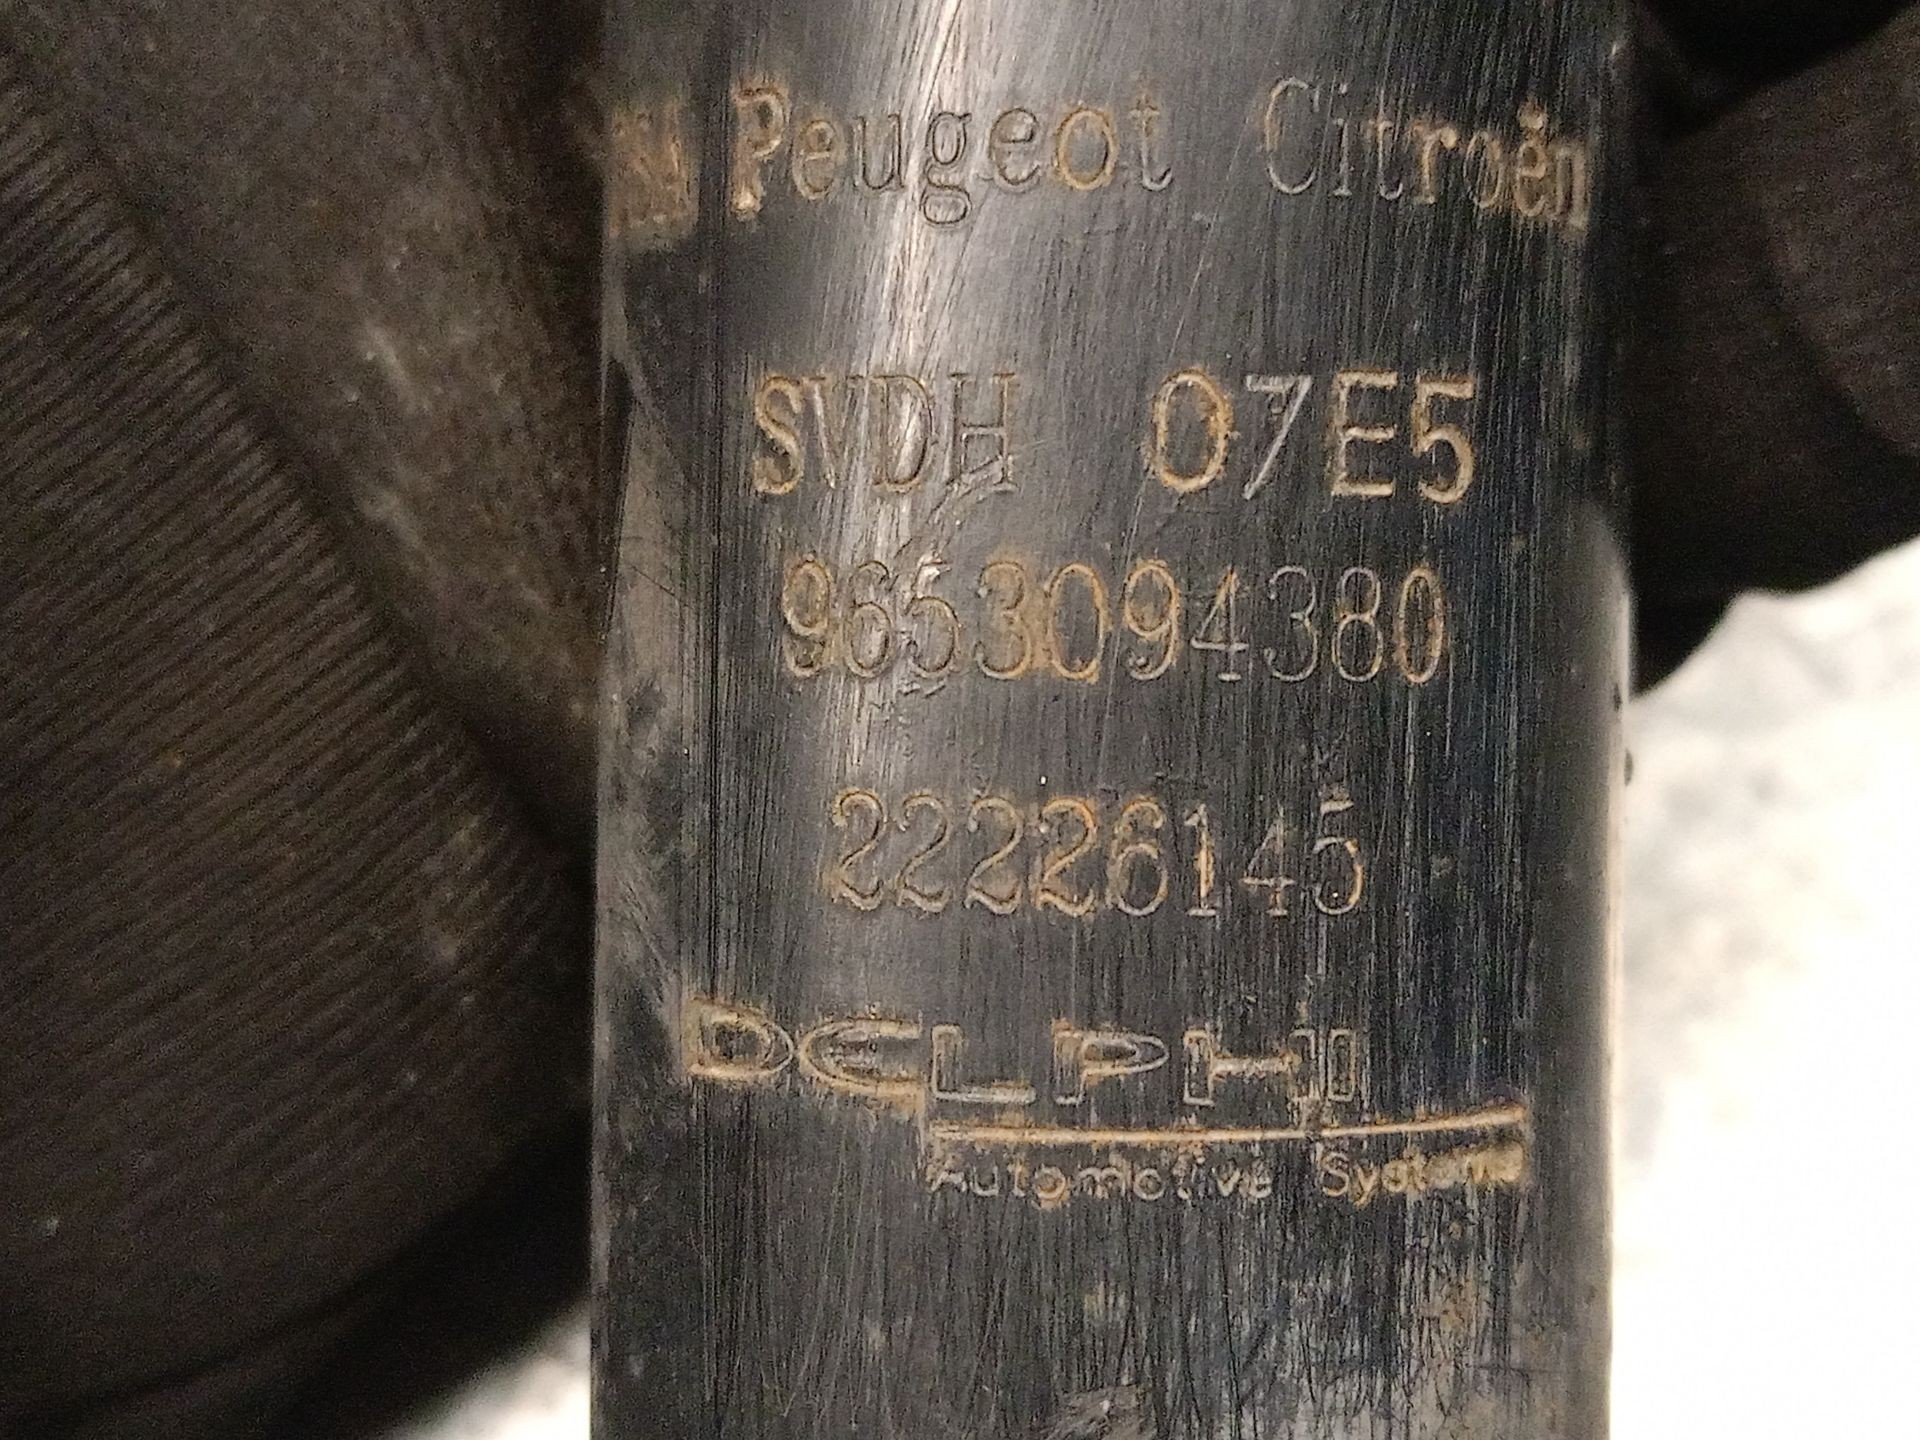 Peugeot Citroën
SVDH 07E5
9653094380
22226145
DELPHI
Automotive Systems